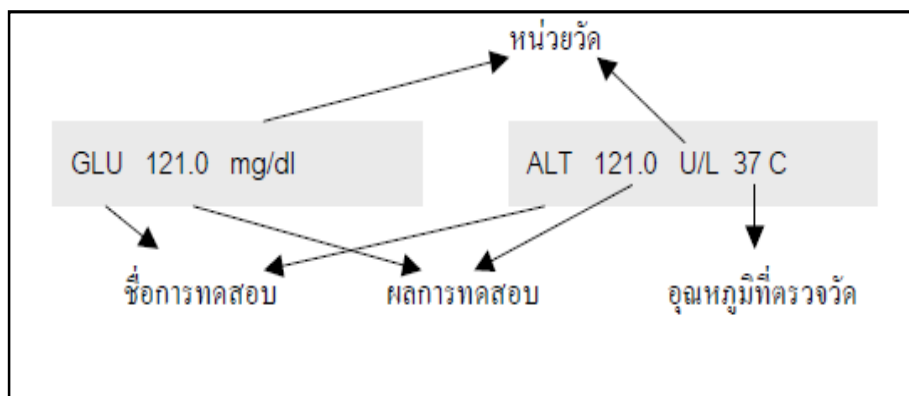 หน่วยวัด
GLU 121.0 mg/dl
ALT 121.0 U/L 37 C
ชื่อการทดสอบ
ผลการทดสอบ
อุณหภูมิที่ตรวจวัด